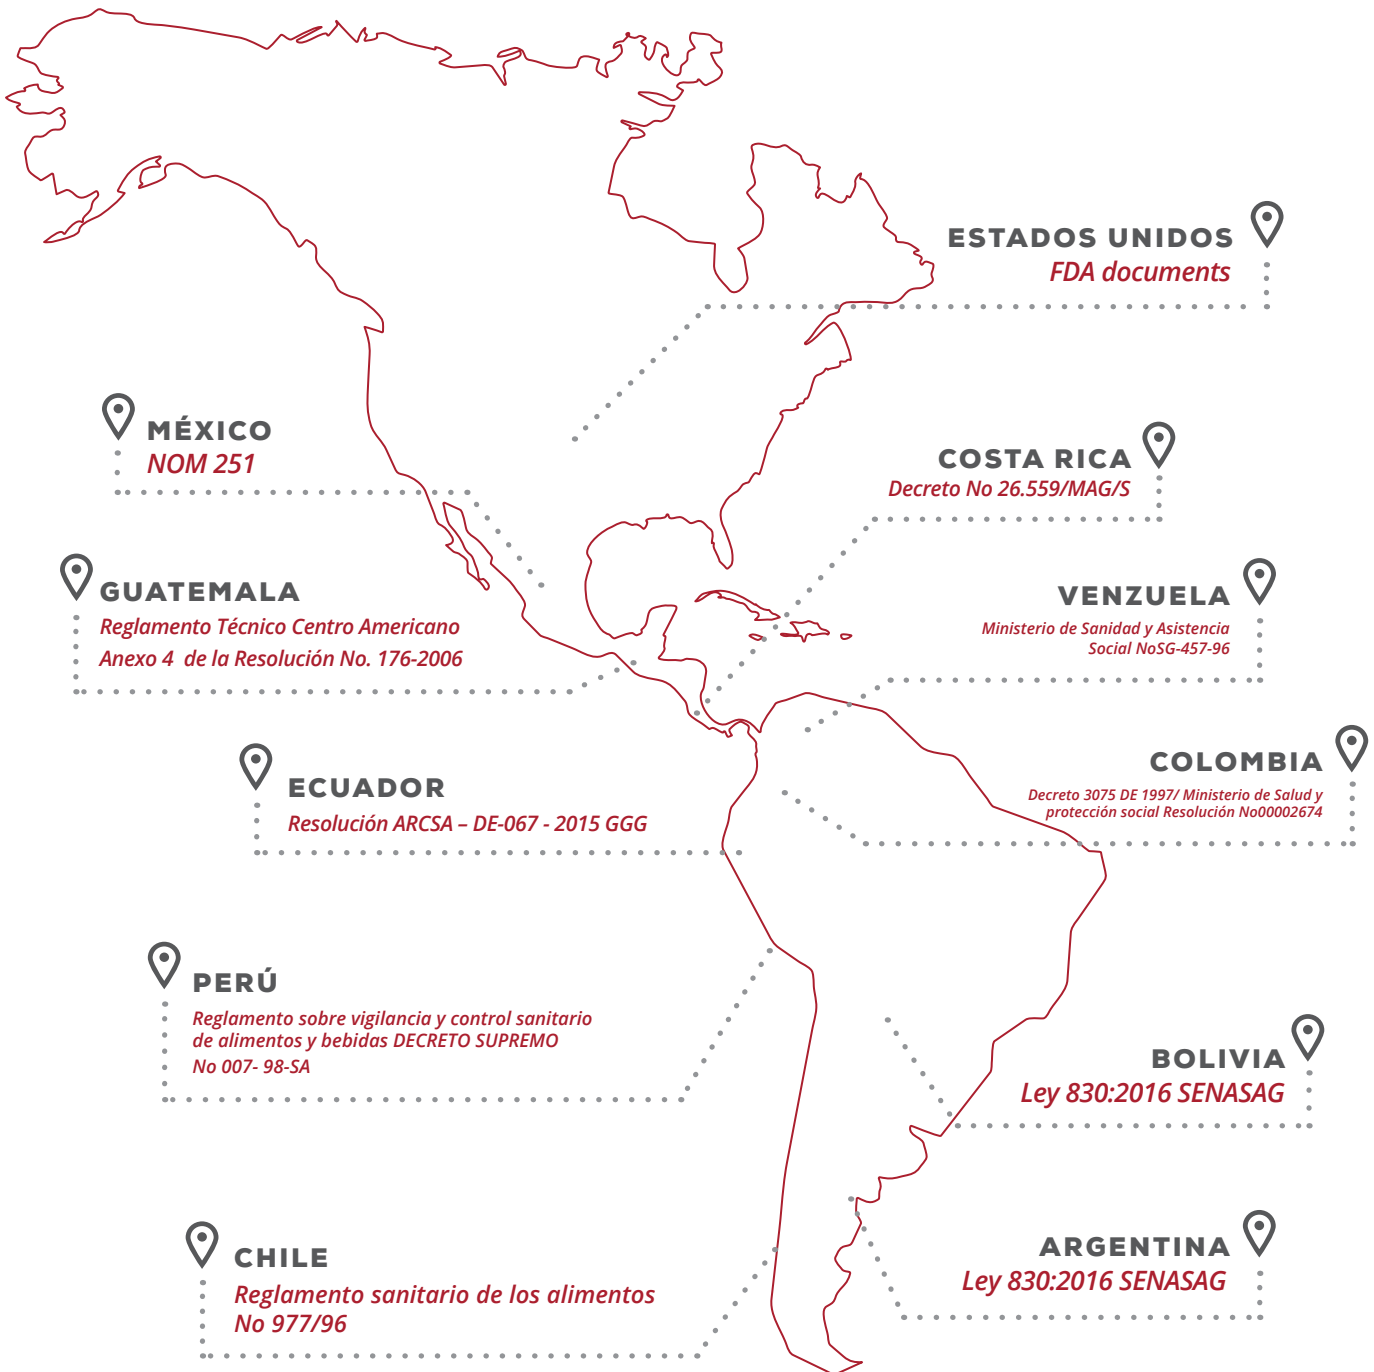 ESTADOS UNIDOS
FDA documents
MÉXICO
NOM 251
COSTA RICA
Decreto No 26.559/MAG/S
GUATEMALA
Reglamento Técnico Centro Americano
Anexo 4 de la Resolución No. 176-2006
VENZUELA
Ministerio de Sanidad y Asistencia
Social NoSG-457-96
COLOMBIA
Decreto 3075 DE 1997/ Ministerio de Salud y
protección social Resolución No00002674
ECUADOR
Resolución ARCSA – DE-067 - 2015 GGG
PERÚ
Reglamento sobre vigilancia y control sanitario
de alimentos y bebidas DECRETO SUPREMO
No 007- 98-SA
BOLIVIA
Ley 830:2016 SENASAG
ARGENTINA
Ley 830:2016 SENASAG
CHILE
Reglamento sanitario de los alimentos
No 977/96